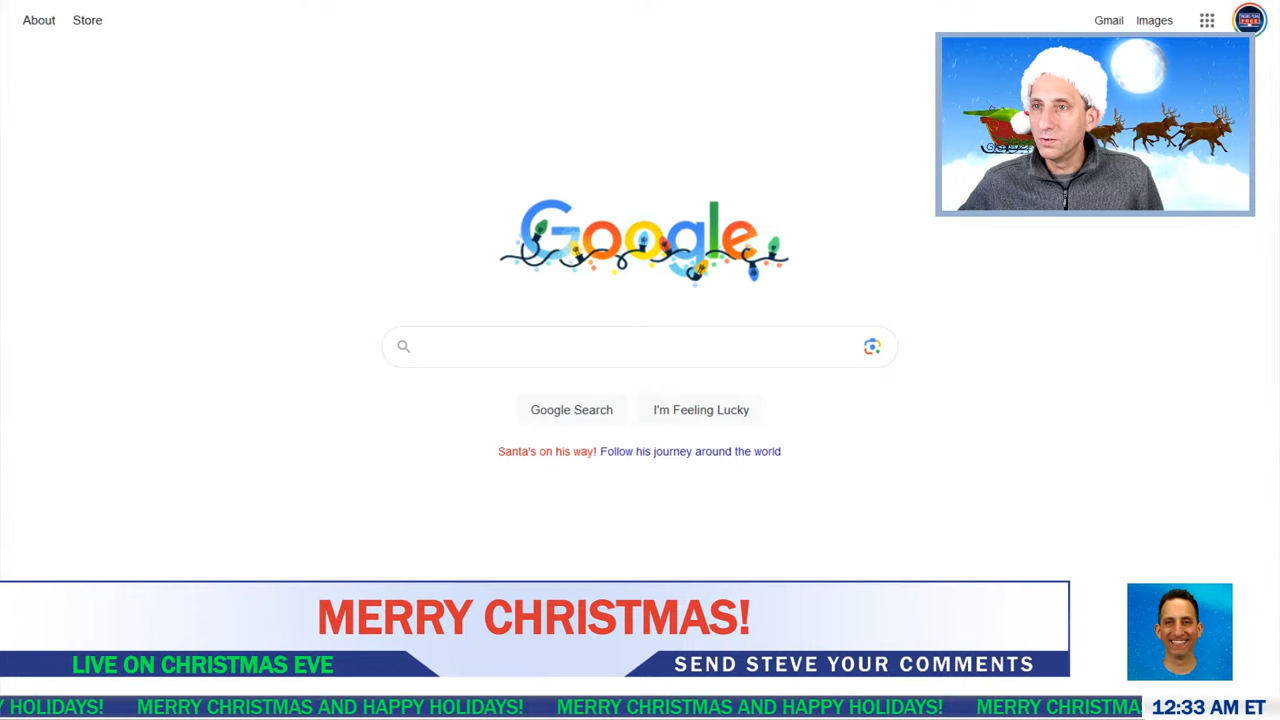 About Store
Gmail Images
Google
Google Search I'm Feeling Lucky
Santa's on his way! Follow his journey around the world
MERRY CHRISTMAS!
LIVE ON CHRISTMAS EVE
SEND STEVE YOUR COMMENTS
Y HOLIDAYS! MERRY CHRISTMAS AND HAPPY HOLIDAYS! MERRY CHRISTMAS AND HAPPY HOLIDAYS! MERRY CHRISTMA
12:33 AM ET